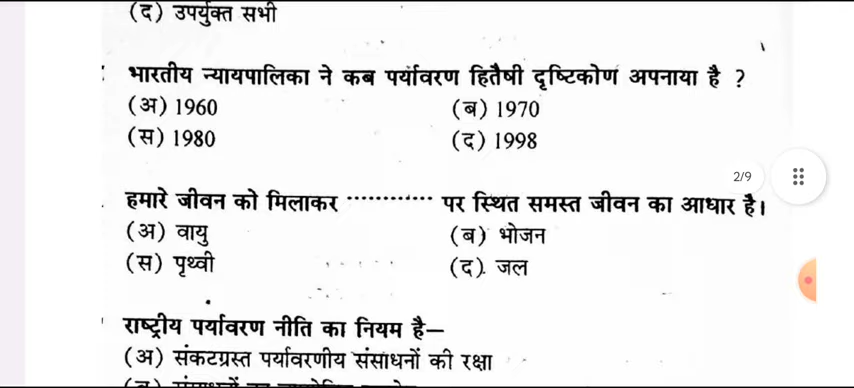 (द) उपर्युक्त सभी
भारतीय न्यायपालिका ने कब पर्यावरण हितैषी दृष्टिकोण अपनाया है ?
(अ) 1960 (ब) 1970
(स) 1980 (द) 1998
2/9
हमारे जीवन को मिलाकर ........... पर स्थित समस्त जीवन का आधार है।
(अ) वायु (ब) भोजन
(स) पृथ्वी (द) जल
राष्ट्रीय पर्यावरण नीति का नियम है—
(अ) संकटग्रस्त पर्यावरणीय संसाधनों की रक्षा